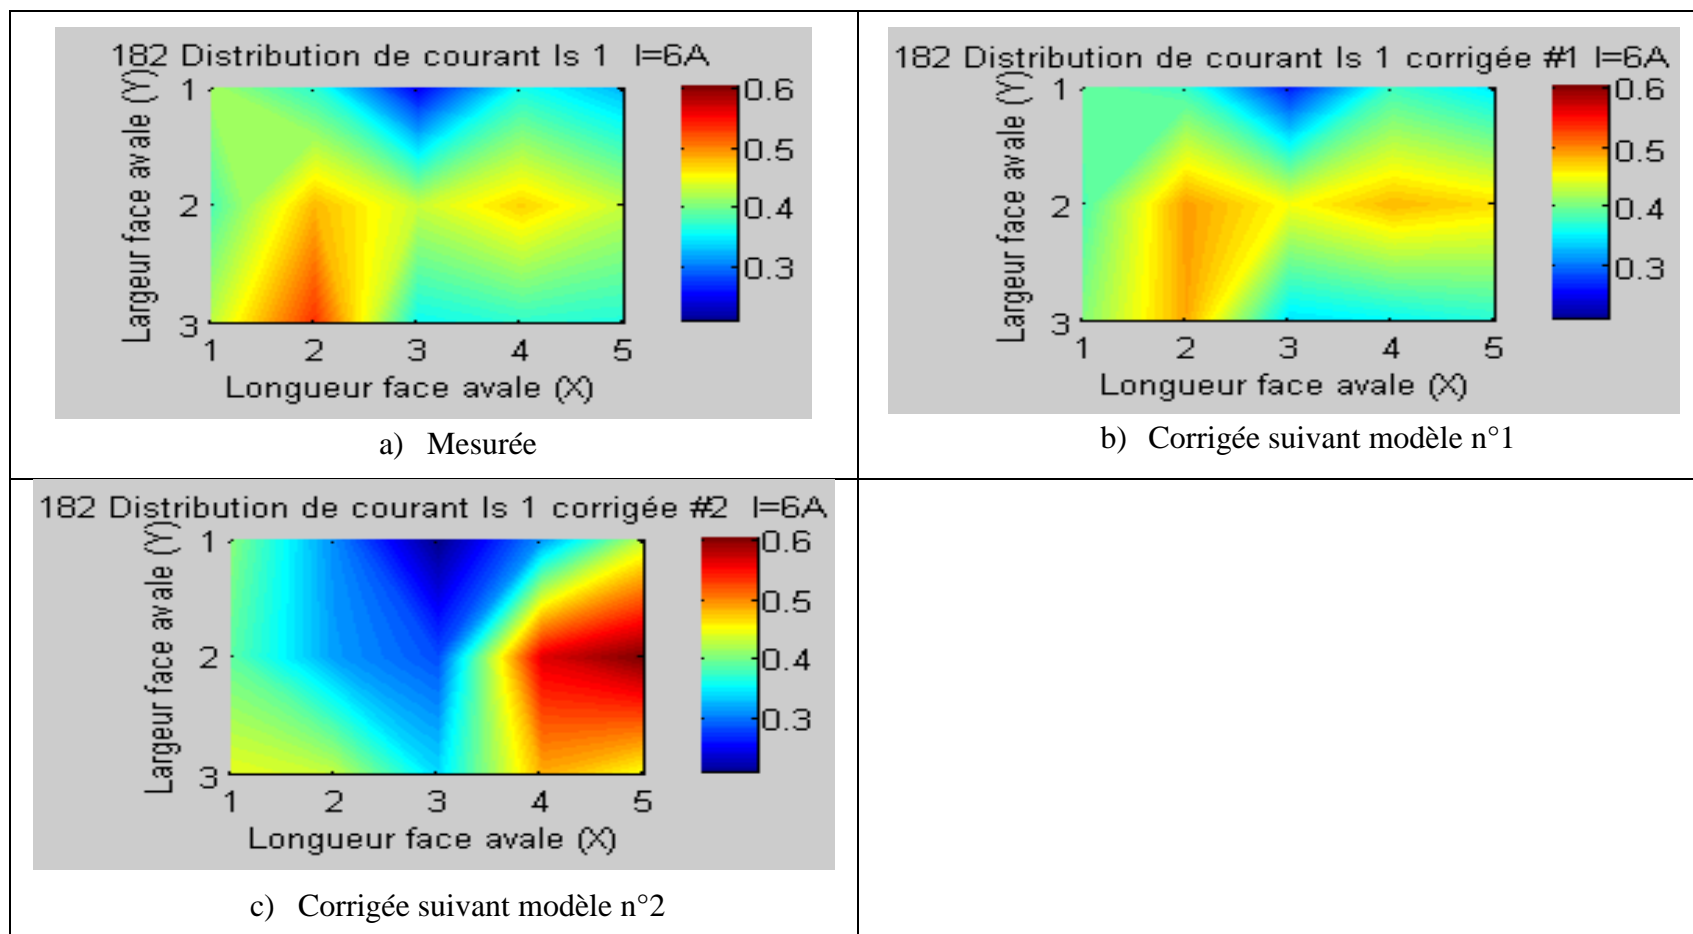 182 Distribution de courant Is 1 I=6A
Largeur face avale (Y)
1
2
3
1 2 3 4 5
Longueur face avale (X)
0.6
0.5
0.4
0.3
a) Mesurée
182 Distribution de courant Is 1 corrigée #1 I=6A
Largeur face avale (Y)
1
2
3
1 2 3 4 5
Longueur face avale (X)
0.6
0.5
0.4
0.3
b) Corrigée suivant modèle n°1
182 Distribution de courant Is 1 corrigée #2 I=6A
Largeur face avale (Y)
1
2
3
1 2 3 4 5
Longueur face avale (X)
0.6
0.5
0.4
0.3
c) Corrigée suivant modèle n°2